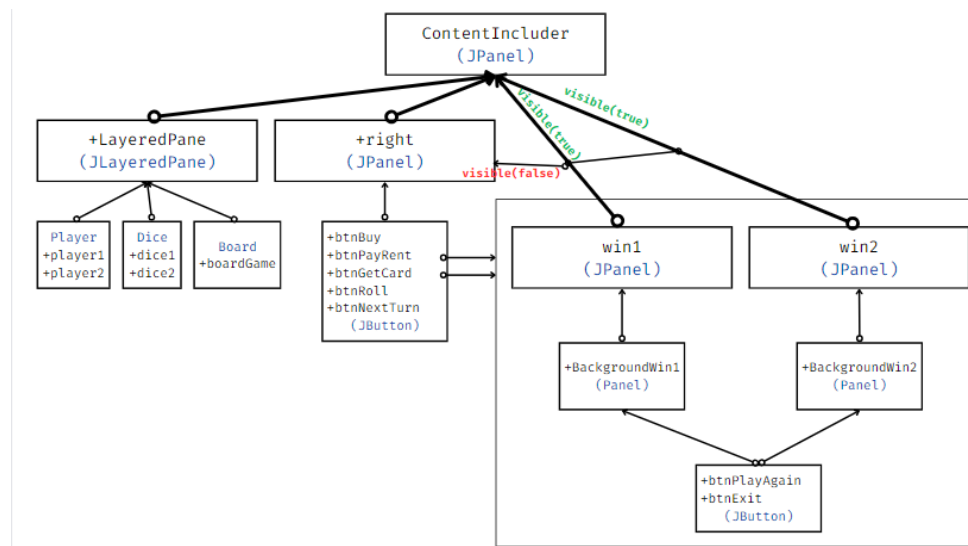 ContentIncluder
(JPanel)
visible(true)
visible(true)
+LayeredPane
(JLayeredPane)
+right
(JPanel)
visible(false)
Player
+player1
+player2
Dice
+dice1
+dice2
Board
+boardGame
+btnBuy
+btnPayRent
+btnGetCard
+btnRoll
+btnNextTurn
(JButton)
win1
(JPanel)
win2
(JPanel)
+BackgroundWin1
(Panel)
+BackgroundWin2
(Panel)
+btnPlayAgain
+btnExit
(JButton)